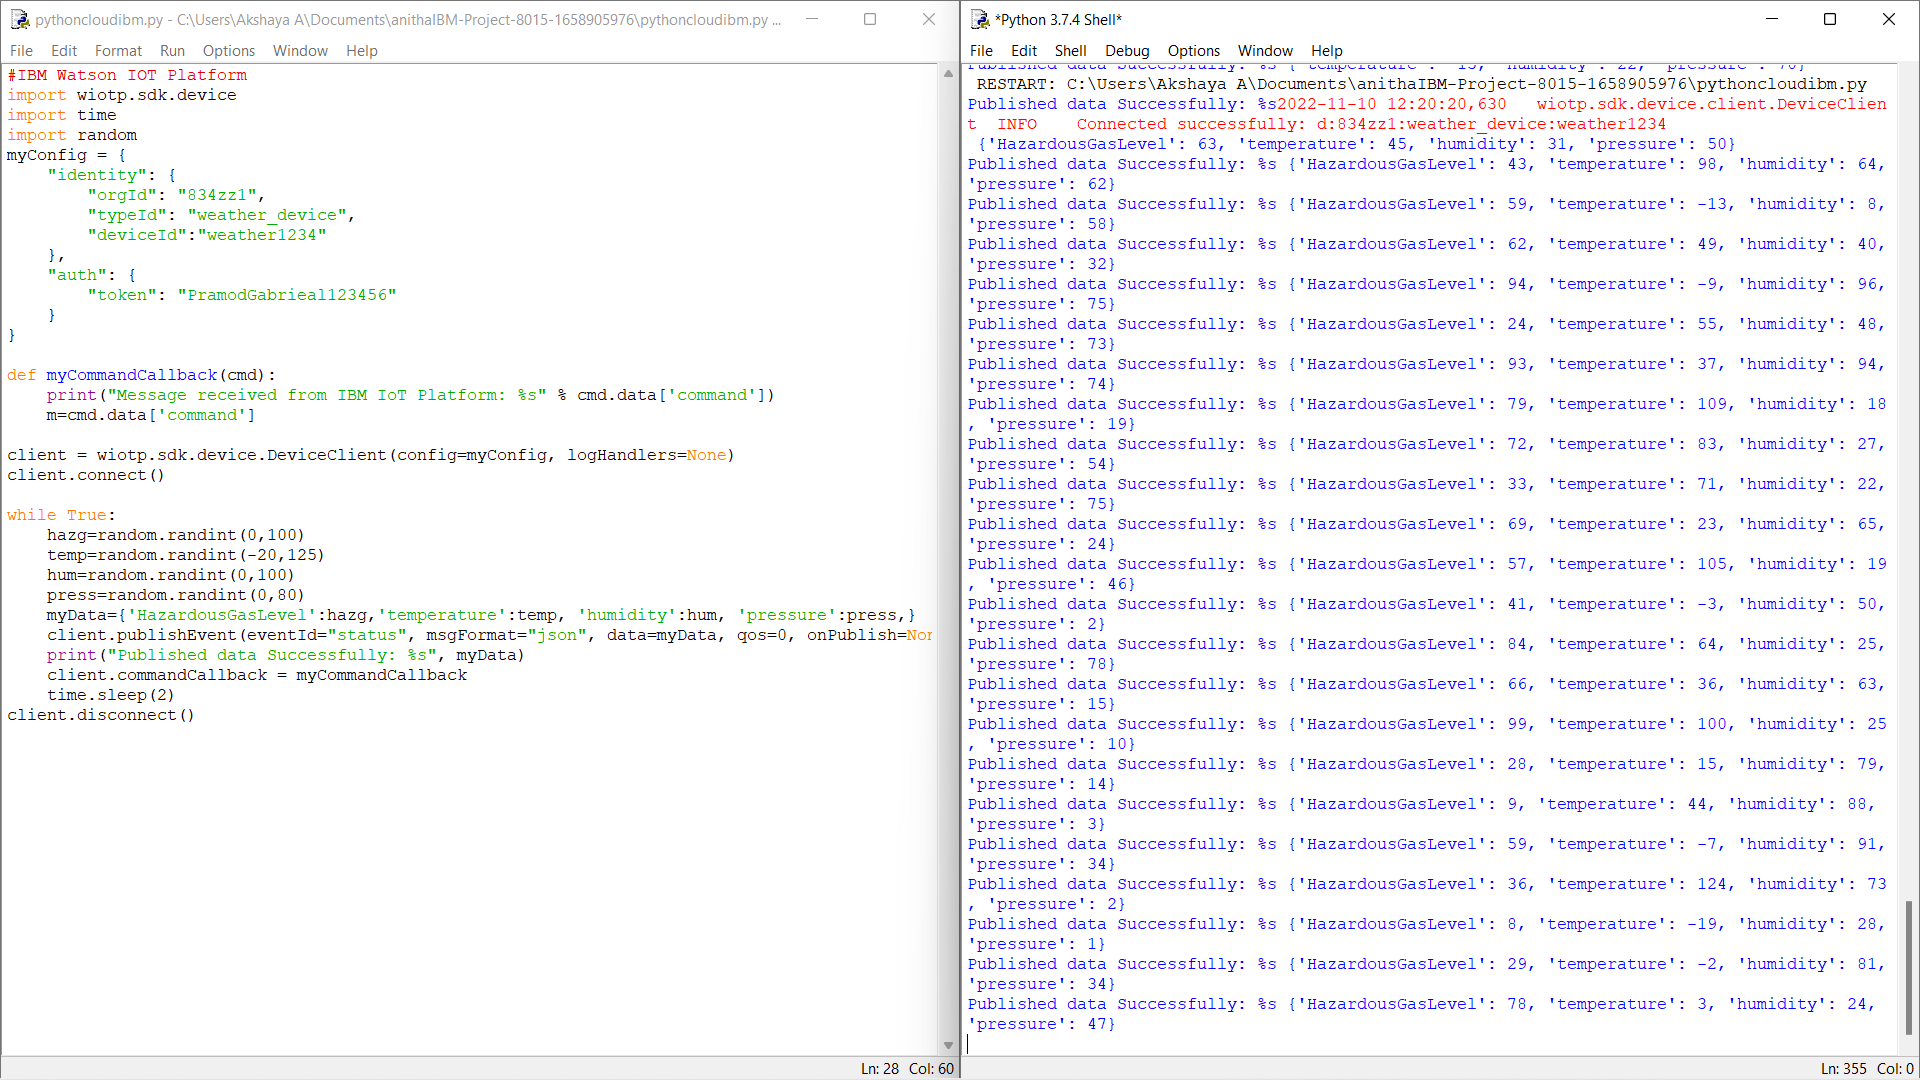 pythoncloudibm.py - C:\Users\Akshaya A\Documents\anithaIBM-Project-8015-1658905976\pythoncloudibm.py ...
File Edit Format Run Options Window Help
#IBM Watson IOT Platform
import wiotp.sdk.device
import time
import random
myConfig = {
    "identity": {
        "orgId": "834zz1",
        "typeId": "weather_device",
        "deviceId":"weather1234"
    },
    "auth": {
        "token": "PramodGabrieal123456"
    }
}
def myCommandCallback(cmd):
    print("Message received from IBM IoT Platform: %s" % cmd.data['command'])
    m=cmd.data['command']
client = wiotp.sdk.device.DeviceClient(config=myConfig, logHandlers=None)
client.connect()
while True:
    hazg=random.randint(0,100)
    temp=random.randint(-20,125)
    hum=random.randint(0,100)
    press=random.randint(0,80)
    myData={'HazardousGasLevel':hazg,'temperature':temp, 'humidity':hum, 'pressure':press,}
    client.publishEvent(eventId="status", msgFormat="json", data=myData, qos=0, onPublish=Non
    print("Published data Successfully: %s", myData)
    client.commandCallback = myCommandCallback
    time.sleep(2)
client.disconnect()
Ln: 28 Col: 60
*Python 3.7.4 Shell*
File Edit Shell Debug Options Window Help
 RESTART: C:\Users\Akshaya A\Documents\anithaIBM-Project-8015-1658905976\pythoncloudibm.py
Published data Successfully: %s2022-11-10 12:20:20,630   wiotp.sdk.device.client.DeviceClien
t  INFO    Connected successfully: d:834zz1:weather_device:weather1234
 {'HazardousGasLevel': 63, 'temperature': 45, 'humidity': 31, 'pressure': 50}
Published data Successfully: %s {'HazardousGasLevel': 43, 'temperature': 98, 'humidity': 64,
'pressure': 62}
Published data Successfully: %s {'HazardousGasLevel': 59, 'temperature': -13, 'humidity': 8,
'pressure': 58}
Published data Successfully: %s {'HazardousGasLevel': 62, 'temperature': 49, 'humidity': 40,
'pressure': 32}
Published data Successfully: %s {'HazardousGasLevel': 94, 'temperature': -9, 'humidity': 96,
'pressure': 75}
Published data Successfully: %s {'HazardousGasLevel': 24, 'temperature': 55, 'humidity': 48,
'pressure': 73}
Published data Successfully: %s {'HazardousGasLevel': 93, 'temperature': 37, 'humidity': 94,
'pressure': 74}
Published data Successfully: %s {'HazardousGasLevel': 79, 'temperature': 109, 'humidity': 18
, 'pressure': 19}
Published data Successfully: %s {'HazardousGasLevel': 72, 'temperature': 83, 'humidity': 27,
'pressure': 54}
Published data Successfully: %s {'HazardousGasLevel': 33, 'temperature': 71, 'humidity': 22,
'pressure': 75}
Published data Successfully: %s {'HazardousGasLevel': 69, 'temperature': 23, 'humidity': 65,
'pressure': 24}
Published data Successfully: %s {'HazardousGasLevel': 57, 'temperature': 105, 'humidity': 19
, 'pressure': 46}
Published data Successfully: %s {'HazardousGasLevel': 41, 'temperature': -3, 'humidity': 50,
'pressure': 2}
Published data Successfully: %s {'HazardousGasLevel': 84, 'temperature': 64, 'humidity': 25,
'pressure': 78}
Published data Successfully: %s {'HazardousGasLevel': 66, 'temperature': 36, 'humidity': 63,
'pressure': 15}
Published data Successfully: %s {'HazardousGasLevel': 99, 'temperature': 100, 'humidity': 25
, 'pressure': 10}
Published data Successfully: %s {'HazardousGasLevel': 28, 'temperature': 15, 'humidity': 79,
'pressure': 14}
Published data Successfully: %s {'HazardousGasLevel': 9, 'temperature': 44, 'humidity': 88,
'pressure': 3}
Published data Successfully: %s {'HazardousGasLevel': 59, 'temperature': -7, 'humidity': 91,
'pressure': 34}
Published data Successfully: %s {'HazardousGasLevel': 36, 'temperature': 124, 'humidity': 73
, 'pressure': 2}
Published data Successfully: %s {'HazardousGasLevel': 8, 'temperature': -19, 'humidity': 28,
'pressure': 1}
Published data Successfully: %s {'HazardousGasLevel': 29, 'temperature': -2, 'humidity': 81,
'pressure': 34}
Published data Successfully: %s {'HazardousGasLevel': 78, 'temperature': 3, 'humidity': 24,
'pressure': 47}
Ln: 355 Col: 0